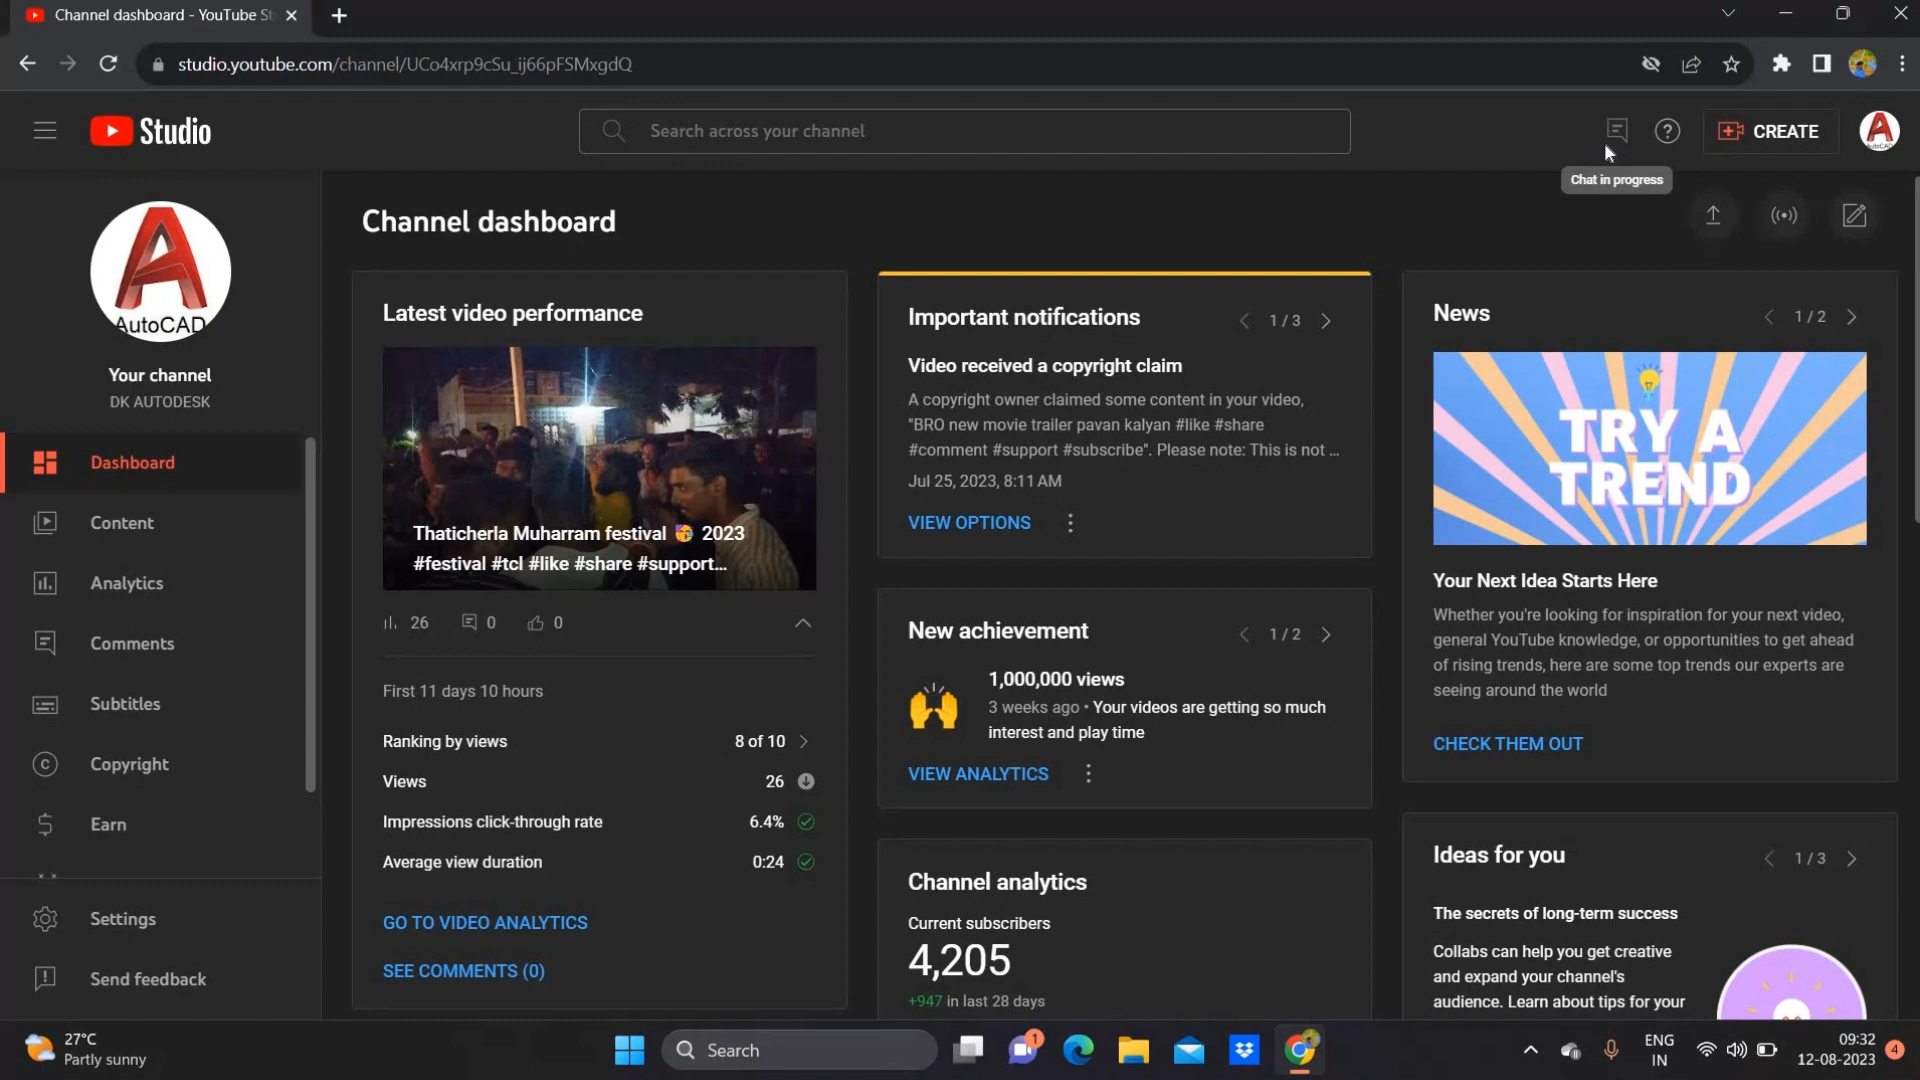 Channel dashboard - YouTube St
studio.youtube.com/channel/UCo4xrp9cSu_ij66pFSMxgdQ
Studio
Search across your channel
CREATE
Chat in progress
AutoCAD
Your channel
DK AUTODESK
Dashboard
Content
Analytics
Comments
Subtitles
Copyright
Earn
Settings
Send feedback
Channel dashboard
Latest video performance
Thaticherla Muharram festival 🥳 2023
#festival #tcl #like #share #support...
26 0 0
First 11 days 10 hours
Ranking by views 8 of 10
Views 26
Impressions click-through rate 6.4%
Average view duration 0:24
GO TO VIDEO ANALYTICS
SEE COMMENTS (0)
Important notifications 1 / 3
Video received a copyright claim
A copyright owner claimed some content in your video,
"BRO new movie trailer pavan kalyan #like #share
#comment #support #subscribe". Please note: This is not ...
Jul 25, 2023, 8:11 AM
VIEW OPTIONS
New achievement 1 / 2
1,000,000 views
3 weeks ago • Your videos are getting so much
interest and play time
VIEW ANALYTICS
Channel analytics
Current subscribers
4,205
+947 in last 28 days
News 1 / 2
TRY A
TREND
Your Next Idea Starts Here
Whether you're looking for inspiration for your next video,
general YouTube knowledge, or opportunities to get ahead
of rising trends, here are some top trends our experts are
seeing around the world
CHECK THEM OUT
Ideas for you 1 / 3
The secrets of long-term success
Collabs can help you get creative
and expand your channel's
audience. Learn about tips for your
27°C
Partly sunny
Search
1
ENG
IN
09:32
12-08-2023
4